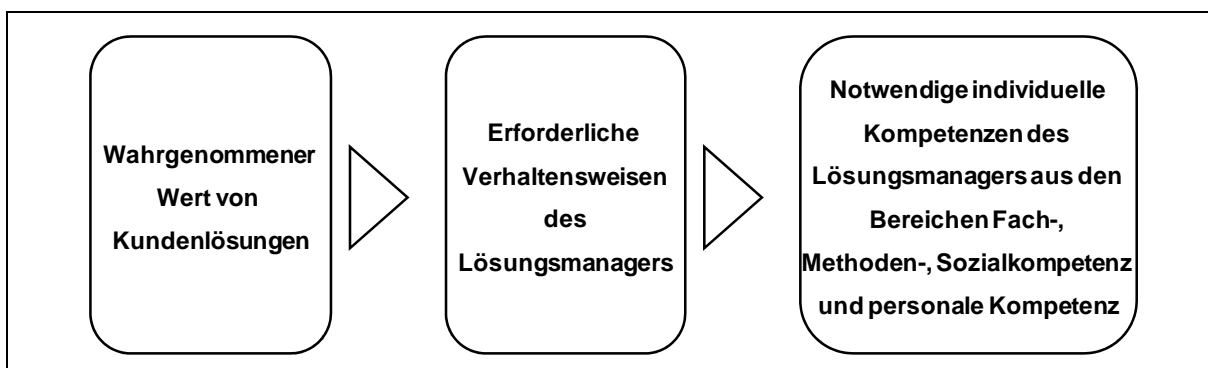 Wahrgenommener
Wert von
Kundenlösungen
Erforderliche
Verhaltensweisen
des
Lösungsmanagers
Notwendige individuelle
Kompetenzen des
Lösungsmanagers aus den
Bereichen Fach-,
Methoden-, Sozialkompetenz
und personale Kompetenz